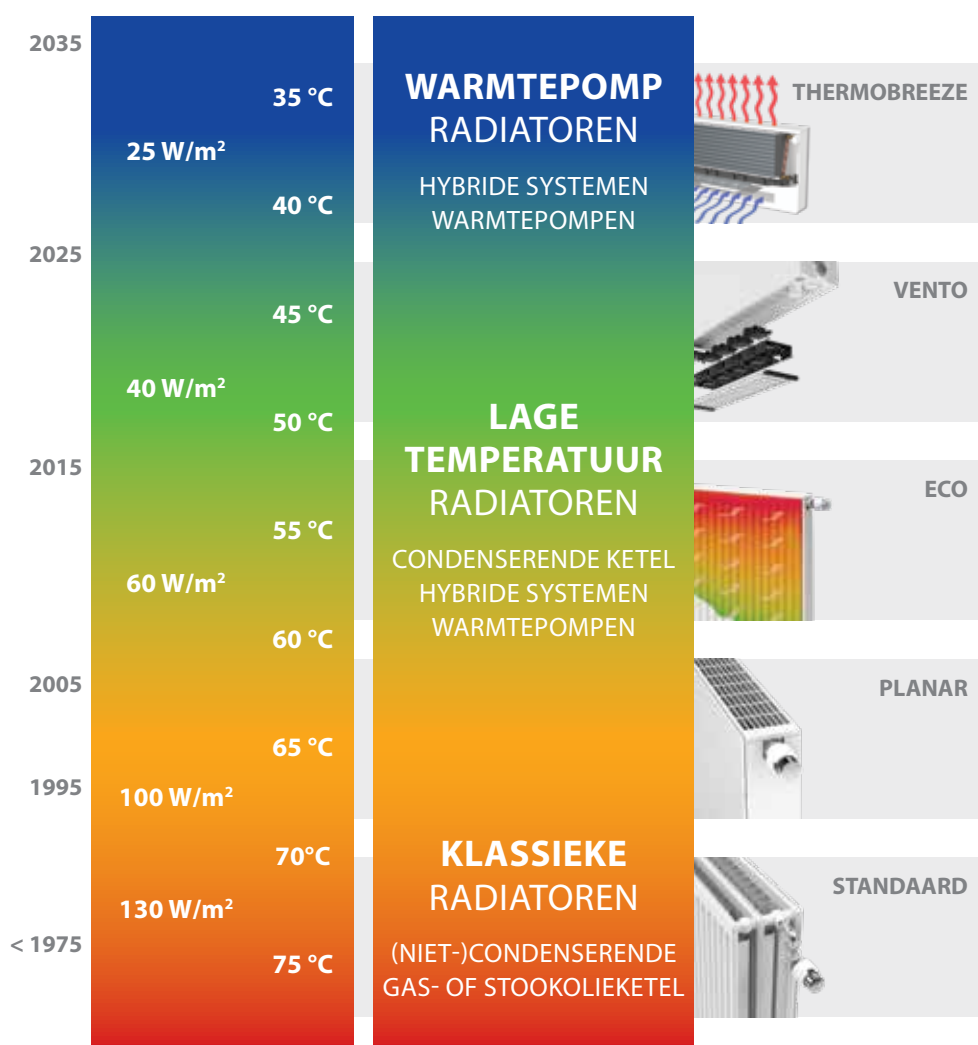 2035
35 °C
25 W/m²
40 °C
2025
45 °C
40 W/m²
50 °C
2015
55 °C
60 W/m²
60 °C
2005
65 °C
1995
100 W/m²
70°C
130 W/m²
< 1975
75 °C
WARMTEPOMP
RADIATOREN
HYBRIDE SYSTEMEN
WARMTEPOMPEN
LAGE
TEMPERATUUR
RADIATOREN
CONDENSERENDE KETEL
HYBRIDE SYSTEMEN
WARMTEPOMPEN
KLASSIEKE
RADIATOREN
(NIET-)CONDENSERENDE
GAS- OF STOOKOLIEKETEL
THERMOBREEZE
VENTO
ECO
PLANAR
STANDAARD